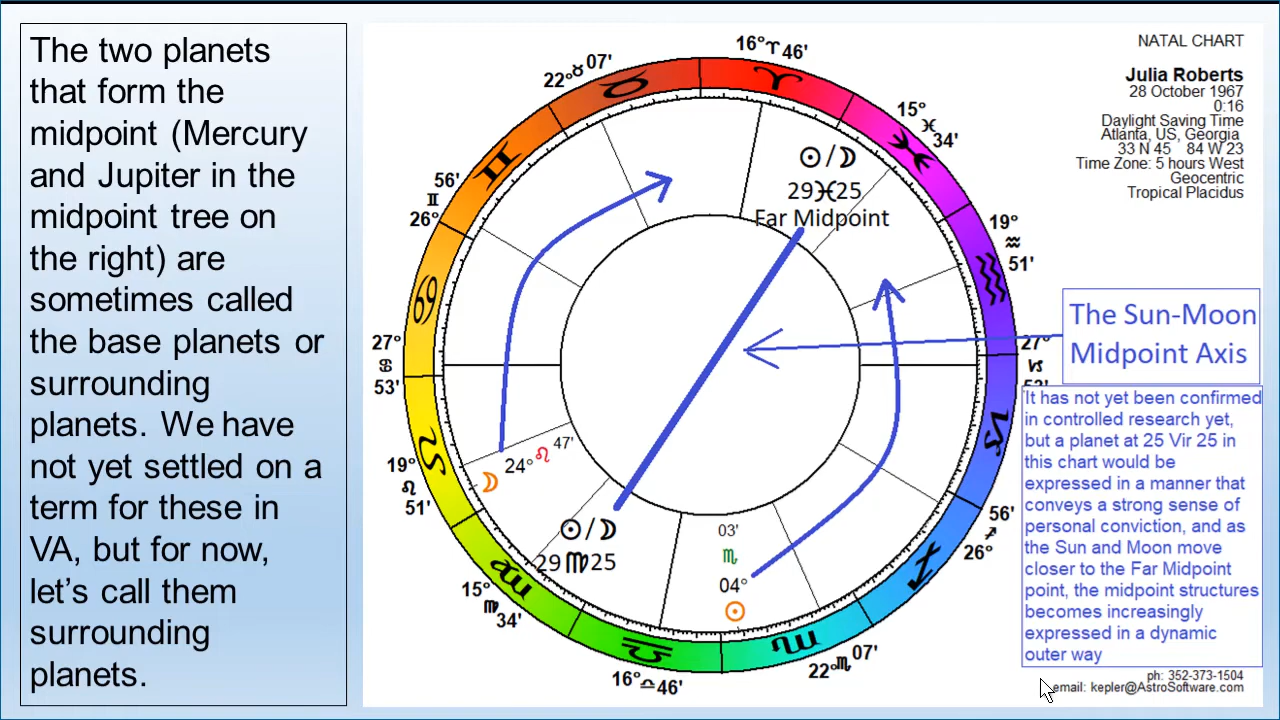 The two planets
that form the
midpoint (Mercury
and Jupiter in the
midpoint tree on
the right) are
sometimes called
the base planets or
surrounding
planets. We have
not yet settled on a
term for these in
VA, but for now,
let's call them
surrounding
planets.
NATAL CHART
Julia Roberts
28 October 1967
0:16
Daylight Saving Time
Atlanta, US, Georgia
33 N 45 84 W 23
Time Zone: 5 hours West
Geocentric
Tropical Placidus
16°♈46'
22°♉07'
15°
♓
34'
☉/☽
29♓25
Far Midpoint
56'
♊
26°
19°
♒
51'
The Sun-Moon
Midpoint Axis
27°
♋
53'
27°
♑
It has not yet been confirmed
in controlled research yet,
but a planet at 25 Vir 25 in
this chart would be
expressed in a manner that
conveys a strong sense of
personal conviction, and as
the Sun and Moon move
closer to the Far Midpoint
point, the midpoint structures
becomes increasingly
expressed in a dynamic
outer way
☽ 24° ♌ 47'
19°
♌
51'
☉/☽
29♍25
03'
♏
04°
☉
56'
♐
26°
15°
♍
34'
16°♎46'
22°♏07'
ph: 352-373-1504
email: kepler@AstroSoftware.com